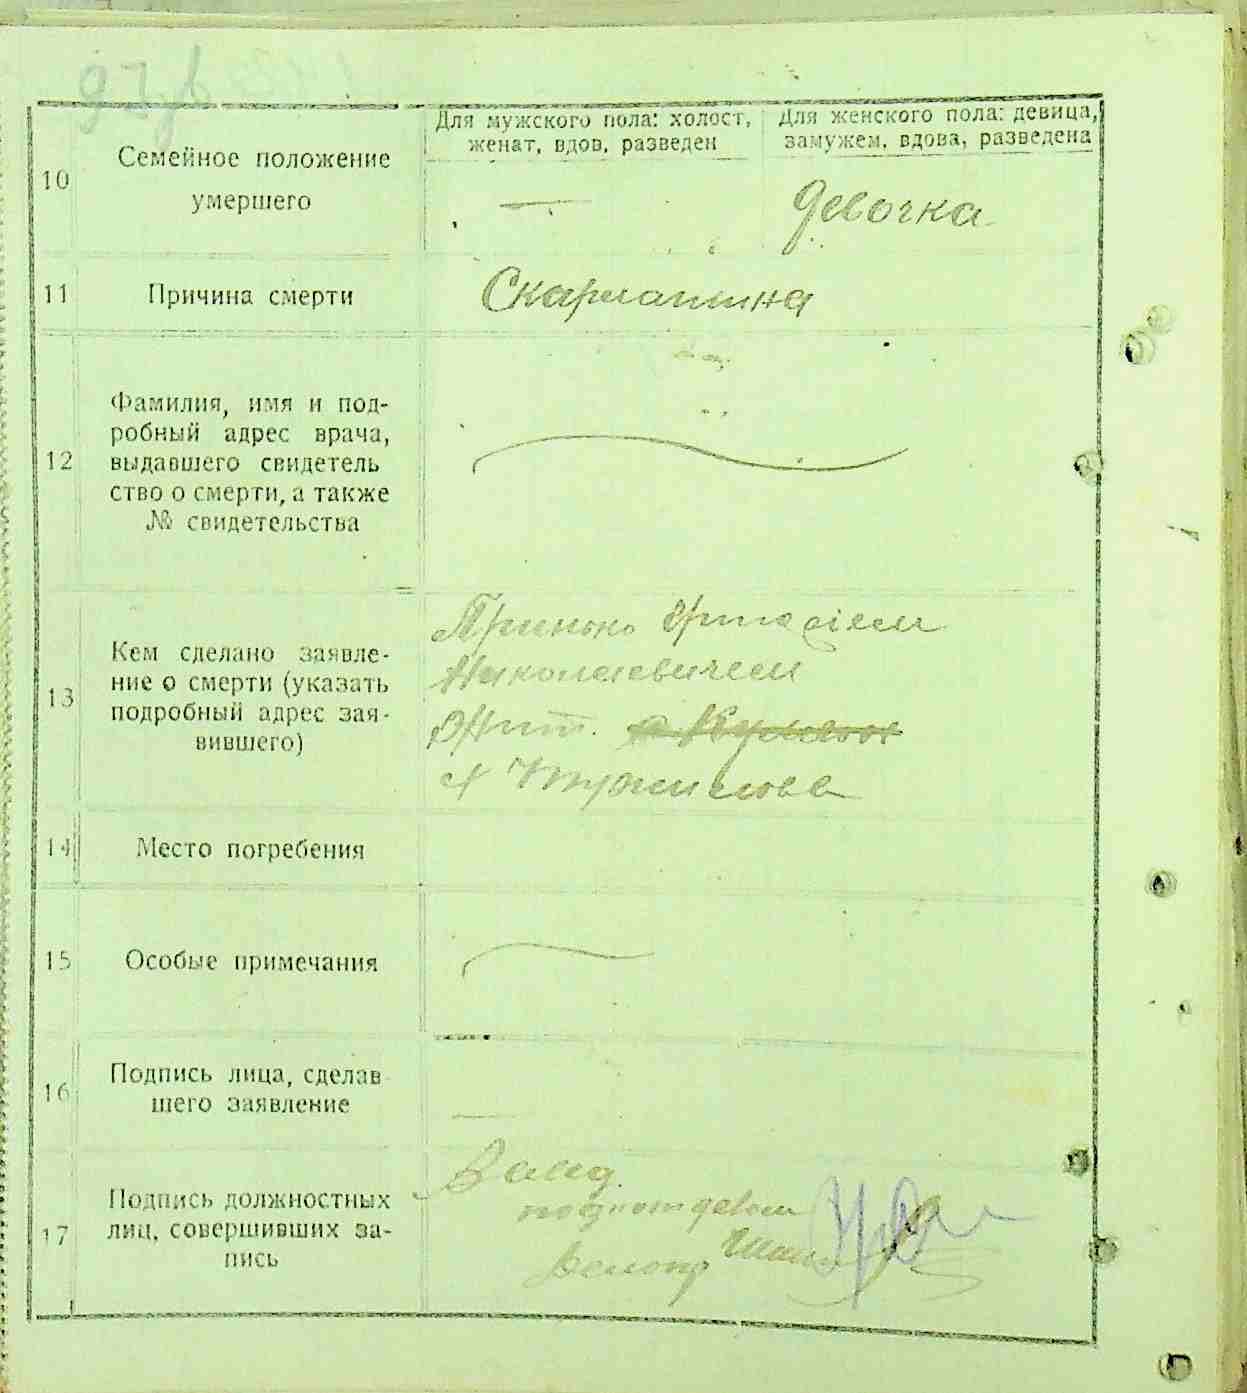 Для мужского пола: холост,
женат, вдов, разведен
Для женского пола: девица,
замужем, вдова, разведена
10
Семейное положение
умершего
—
девочка
11
Причина смерти
Скарлатина
12
Фамилия, имя и под-
робный адрес врача,
выдавшего свидетель
ство о смерти, а также
№ свидетельства
13
Кем сделано заявле-
ние о смерти (указать
подробный адрес зая-
вившего)
Николаевичем
Жит.
14
Место погребения
15
Особые примечания
16
Подпись лица, сделав
шего заявление
—
17
Подпись должностных
лиц, совершивших за-
пись
Завед.
подотделом